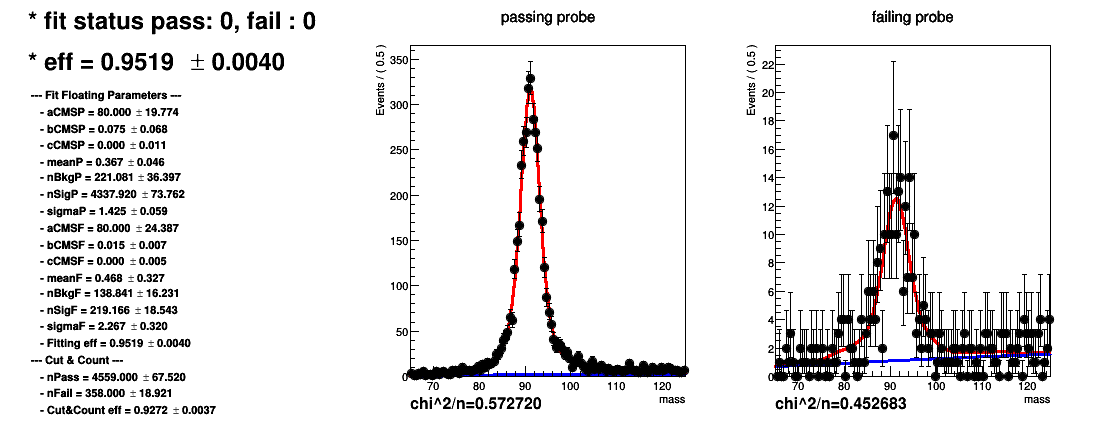 * fit status pass: 0, fail : 0
* eff = 0.9519 ± 0.0040
--- Fit Floating Parameters ---
- aCMSP = 80.000 ± 19.774
- bCMSP = 0.075 ± 0.068
- cCMSP = 0.000 ± 0.011
- meanP = 0.367 ± 0.046
- nBkgP = 221.081 ± 36.397
- nSigP = 4337.920 ± 73.762
- sigmaP = 1.425 ± 0.059
- aCMSF = 80.000 ± 24.387
- bCMSF = 0.015 ± 0.007
- cCMSF = 0.000 ± 0.005
- meanF = 0.468 ± 0.327
- nBkgF = 138.841 ± 16.231
- nSigF = 219.166 ± 18.543
- sigmaF = 2.267 ± 0.320
- Fitting eff = 0.9519 ± 0.0040
--- Cut & Count ---
- nPass = 4559.000 ± 67.520
- nFail = 358.000 ± 18.921
- Cut&Count eff = 0.9272 ± 0.0037
passing probe
Events / ( 0.5 )
350
300
250
200
150
100
50
0
70 80 90 100 110 120
mass
chi^2/n=0.572720
failing probe
Events / ( 0.5 )
22
20
18
16
14
12
10
8
6
4
2
0
70 80 90 100 110 120
mass
chi^2/n=0.452683